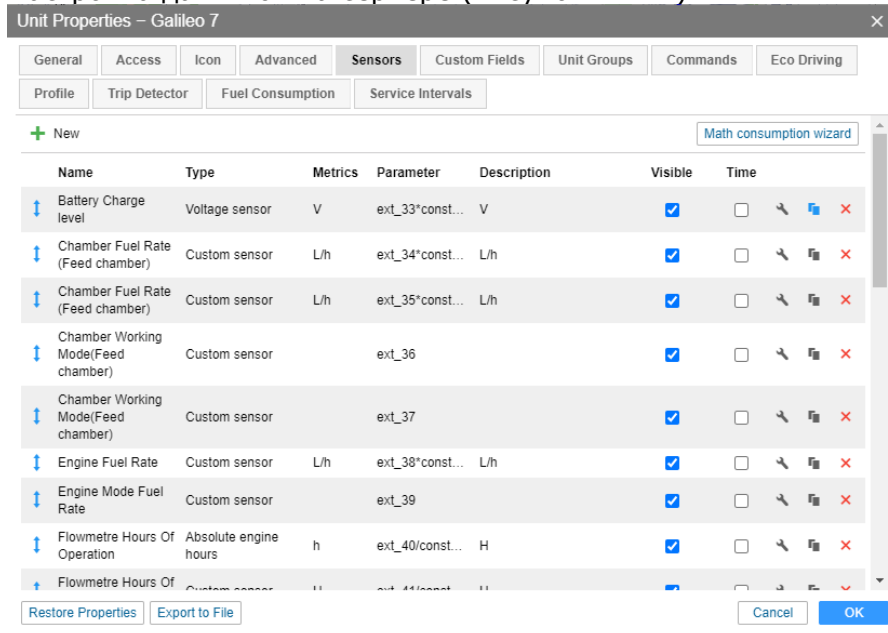 Unit Properties – Galileo 7
General Access Icon Advanced Sensors Custom Fields Unit Groups Commands Eco Driving
Profile Trip Detector Fuel Consumption Service Intervals
New Math consumption wizard
Name Type Metrics Parameter Description Visible Time
Battery Charge
level Voltage sensor V ext_33*const... V
Chamber Fuel Rate
(Feed chamber) Custom sensor L/h ext_34*const... L/h
Chamber Fuel Rate
(Feed chamber) Custom sensor L/h ext_35*const... L/h
Chamber Working
Mode(Feed
chamber) Custom sensor ext_36
Chamber Working
Mode(Feed
chamber) Custom sensor ext_37
Engine Fuel Rate Custom sensor L/h ext_38*const... L/h
Engine Mode Fuel
Rate Custom sensor ext_39
Flowmetre Hours Of
Operation Absolute engine
hours h ext_40/const... H
Flowmetre Hours Of
Custom sensor
Restore Properties Export to File Cancel OK